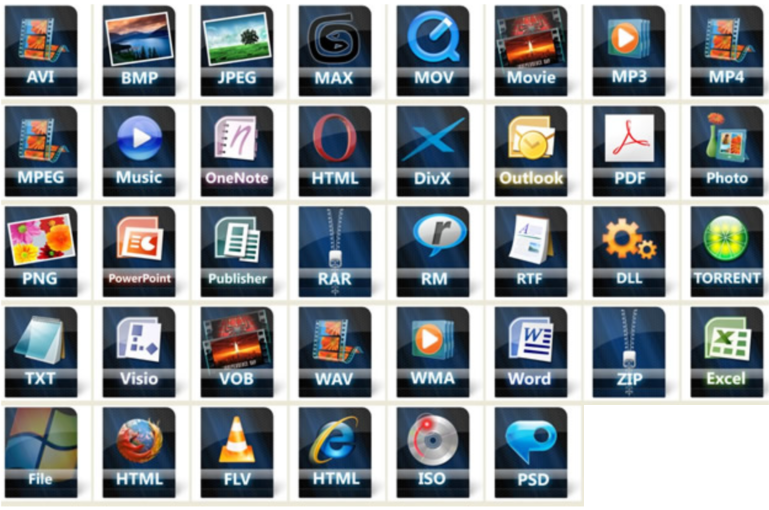 AVI BMP JPEG MAX MOV Movie MP3 MP4
MPEG Music OneNote HTML DivX Outlook PDF Photo
PNG PowerPoint Publisher RAR RM RTF DLL TORRENT
TXT Visio VOB WAV WMA Word ZIP Excel
File HTML FLV HTML ISO PSD